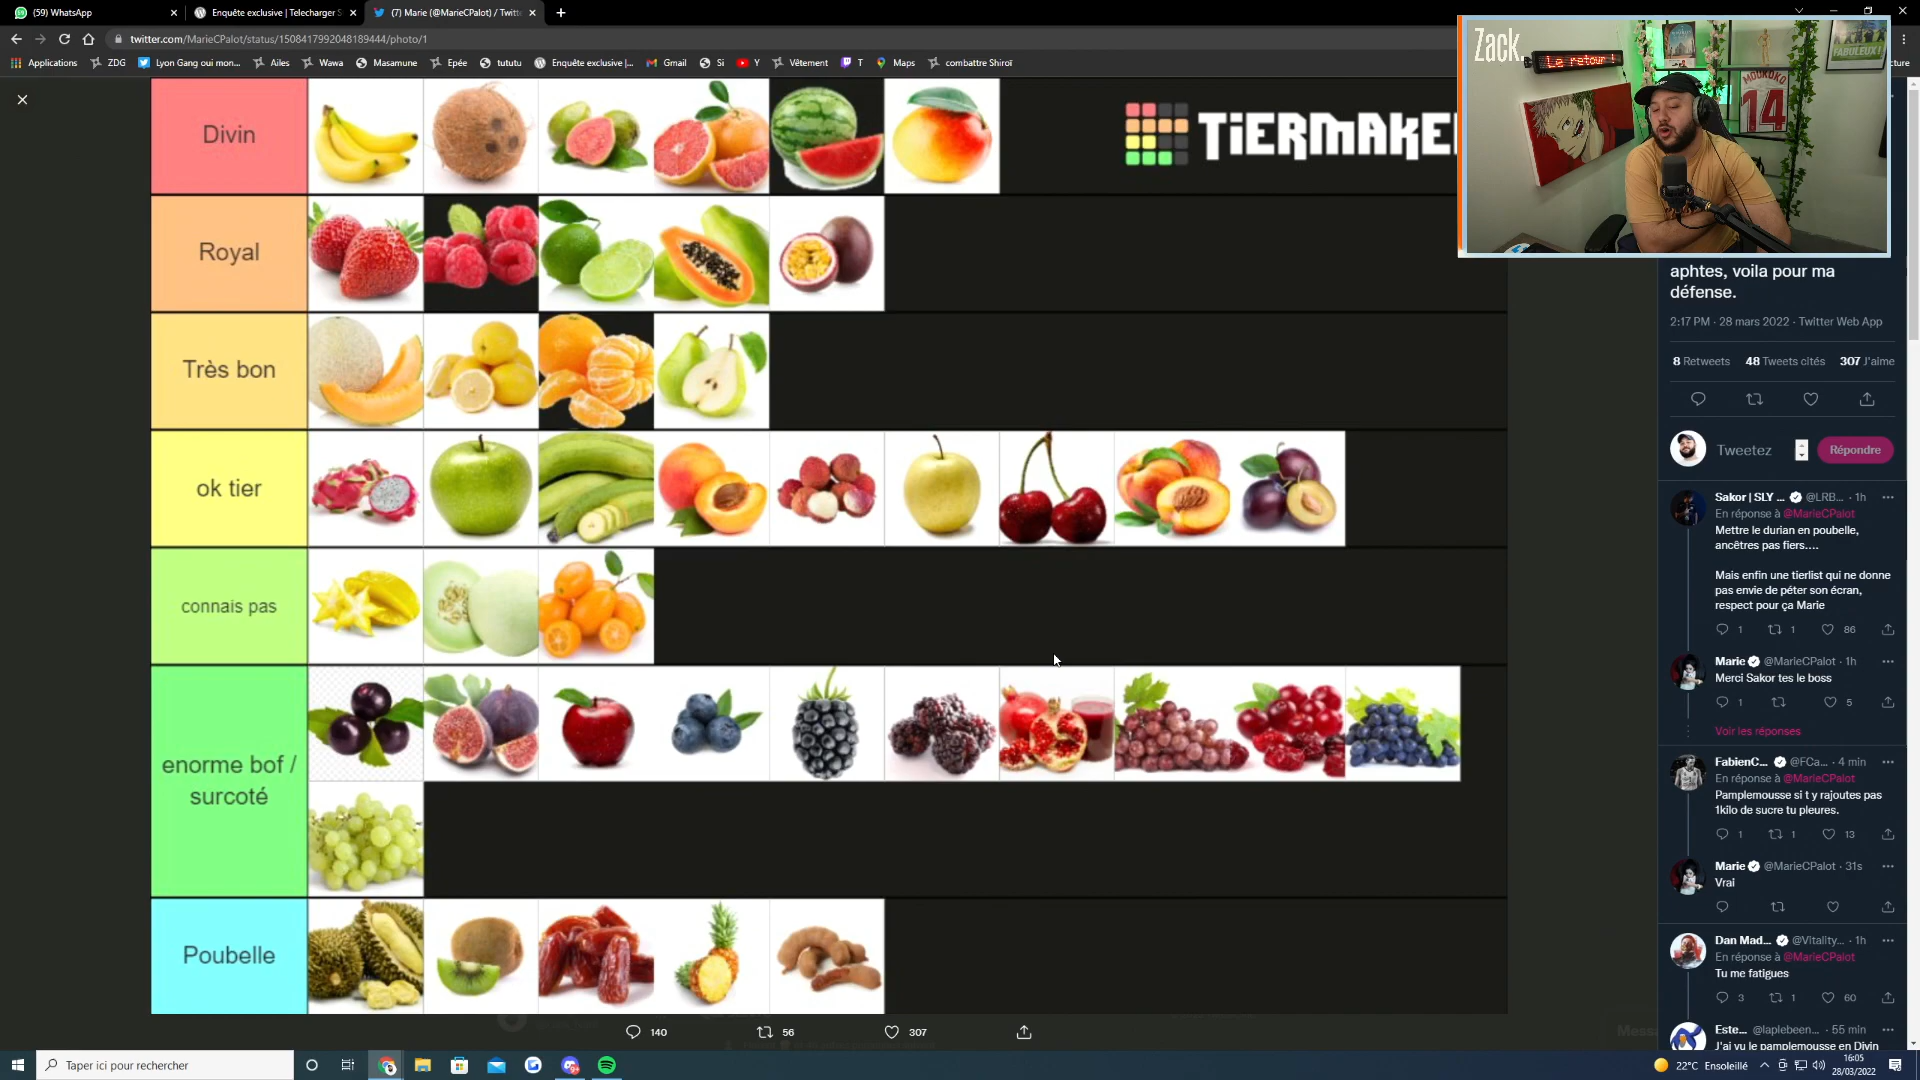 (59) WhatsApp
Enquête exclusive | Telecharger S
(7) Marie (@MarieCPalot) / Twitte
twitter.com/MarieCPalot/status/1508417992048189444/photo/1
Applications
ZDG
Lyon Gang oui mon...
Ailes
Wawa
Masamune
Epée
tututu
Enquête exclusive |...
Gmail
Si
Y
Vêtement
T
Maps
combattre Shiroï
cture
Zack.
Le retour !
MOUKOKO
14
FABULEUX !
Divin
TiERMAKE
Royal
Très bon
ok tier
connais pas
enorme bof /
surcoté
Poubelle
aphtes, voila pour ma
défense.
2:17 PM · 28 mars 2022 · Twitter Web App
8 Retweets 48 Tweets cités 307 J'aime
Tweetez
Répondre
Sakor | SLY ... @LRB... · 1h
En réponse à @MarieCPalot
Mettre le durian en poubelle,
ancêtres pas fiers....
Mais enfin une tierlist qui ne donne
pas envie de péter son écran,
respect pour ça Marie
1 1 86
Marie @MarieCPalot · 1h
Merci Sakor tes le boss
1 5
Voir les réponses
FabienC... @FCa... · 4 min
En réponse à @MarieCPalot
Pamplemousse si t y rajoutes pas
1kilo de sucre tu pleures.
1 1 13
Marie @MarieCPalot · 31s
Vrai
Dan Mad... @Vitality... · 1h
En réponse à @MarieCPalot
Tu me fatigues
3 1 60
Este... @laplebeen... · 55 min
J'ai vu le pamplemousse en Divin
140 56 307
Mess
Taper ici pour rechercher
22°C Ensoleillé
16:05
28/03/2022